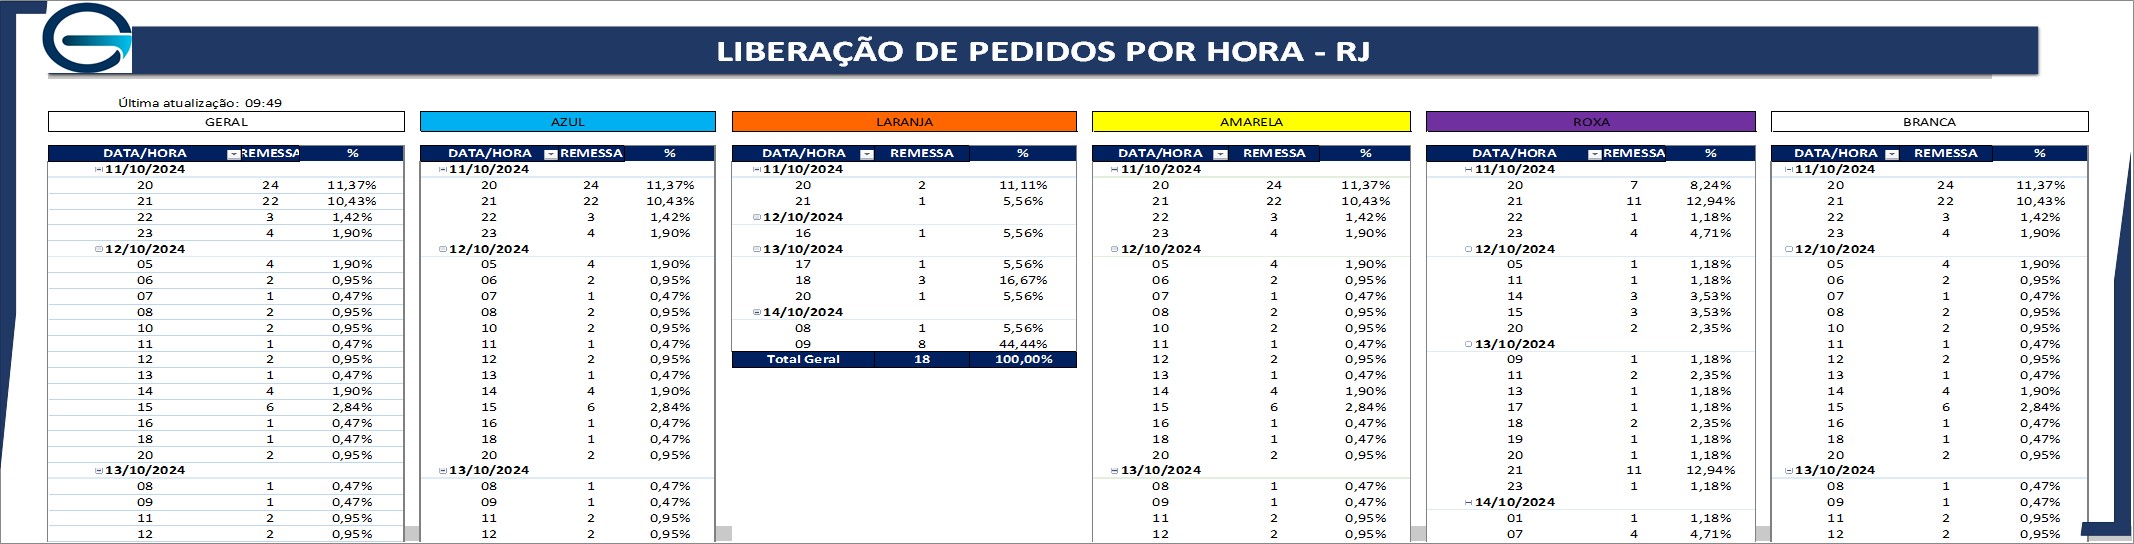 LIBERAÇÃO DE PEDIDOS POR HORA - RJ
Última atualização: 09:49
GERAL AZUL LARANJA AMARELA ROXA BRANCA
DATA/HORA REMESSA % DATA/HORA REMESSA % DATA/HORA REMESSA % DATA/HORA REMESSA % DATA/HORA REMESSA % DATA/HORA REMESSA %
11/10/2024 11/10/2024 11/10/2024 11/10/2024 11/10/2024 11/10/2024
20 24 11,37% 20 24 11,37% 20 2 11,11% 20 24 11,37% 20 7 8,24% 20 24 11,37%
21 22 10,43% 21 22 10,43% 21 1 5,56% 21 22 10,43% 21 11 12,94% 21 22 10,43%
22 3 1,42% 22 3 1,42% 12/10/2024 22 3 1,42% 22 1 1,18% 22 3 1,42%
23 4 1,90% 23 4 1,90% 16 1 5,56% 23 4 1,90% 23 4 4,71% 23 4 1,90%
12/10/2024 12/10/2024 13/10/2024 12/10/2024 12/10/2024 12/10/2024
05 4 1,90% 05 4 1,90% 17 1 5,56% 05 4 1,90% 05 1 1,18% 05 4 1,90%
06 2 0,95% 06 2 0,95% 18 3 16,67% 06 2 0,95% 11 1 1,18% 06 2 0,95%
07 1 0,47% 07 1 0,47% 20 1 5,56% 07 1 0,47% 14 3 3,53% 07 1 0,47%
08 2 0,95% 08 2 0,95% 14/10/2024 08 2 0,95% 15 3 3,53% 08 2 0,95%
10 2 0,95% 10 2 0,95% 08 1 5,56% 10 2 0,95% 20 2 2,35% 10 2 0,95%
11 1 0,47% 11 1 0,47% 09 8 44,44% 11 1 0,47% 13/10/2024 11 1 0,47%
12 2 0,95% 12 2 0,95% Total Geral 18 100,00% 12 2 0,95% 09 1 1,18% 12 2 0,95%
13 1 0,47% 13 1 0,47% 13 1 0,47% 11 2 2,35% 13 1 0,47%
14 4 1,90% 14 4 1,90% 14 4 1,90% 13 1 1,18% 14 4 1,90%
15 6 2,84% 15 6 2,84% 15 6 2,84% 17 1 1,18% 15 6 2,84%
16 1 0,47% 16 1 0,47% 16 1 0,47% 18 2 2,35% 16 1 0,47%
18 1 0,47% 18 1 0,47% 18 1 0,47% 19 1 1,18% 18 1 0,47%
20 2 0,95% 20 2 0,95% 20 2 0,95% 20 1 1,18% 20 2 0,95%
13/10/2024 13/10/2024 13/10/2024 21 11 12,94% 13/10/2024
08 1 0,47% 08 1 0,47% 08 1 0,47% 23 1 1,18% 08 1 0,47%
09 1 0,47% 09 1 0,47% 09 1 0,47% 14/10/2024 09 1 0,47%
11 2 0,95% 11 2 0,95% 11 2 0,95% 01 1 1,18% 11 2 0,95%
12 2 0,95% 12 2 0,95% 12 2 0,95% 07 4 4,71% 12 2 0,95%